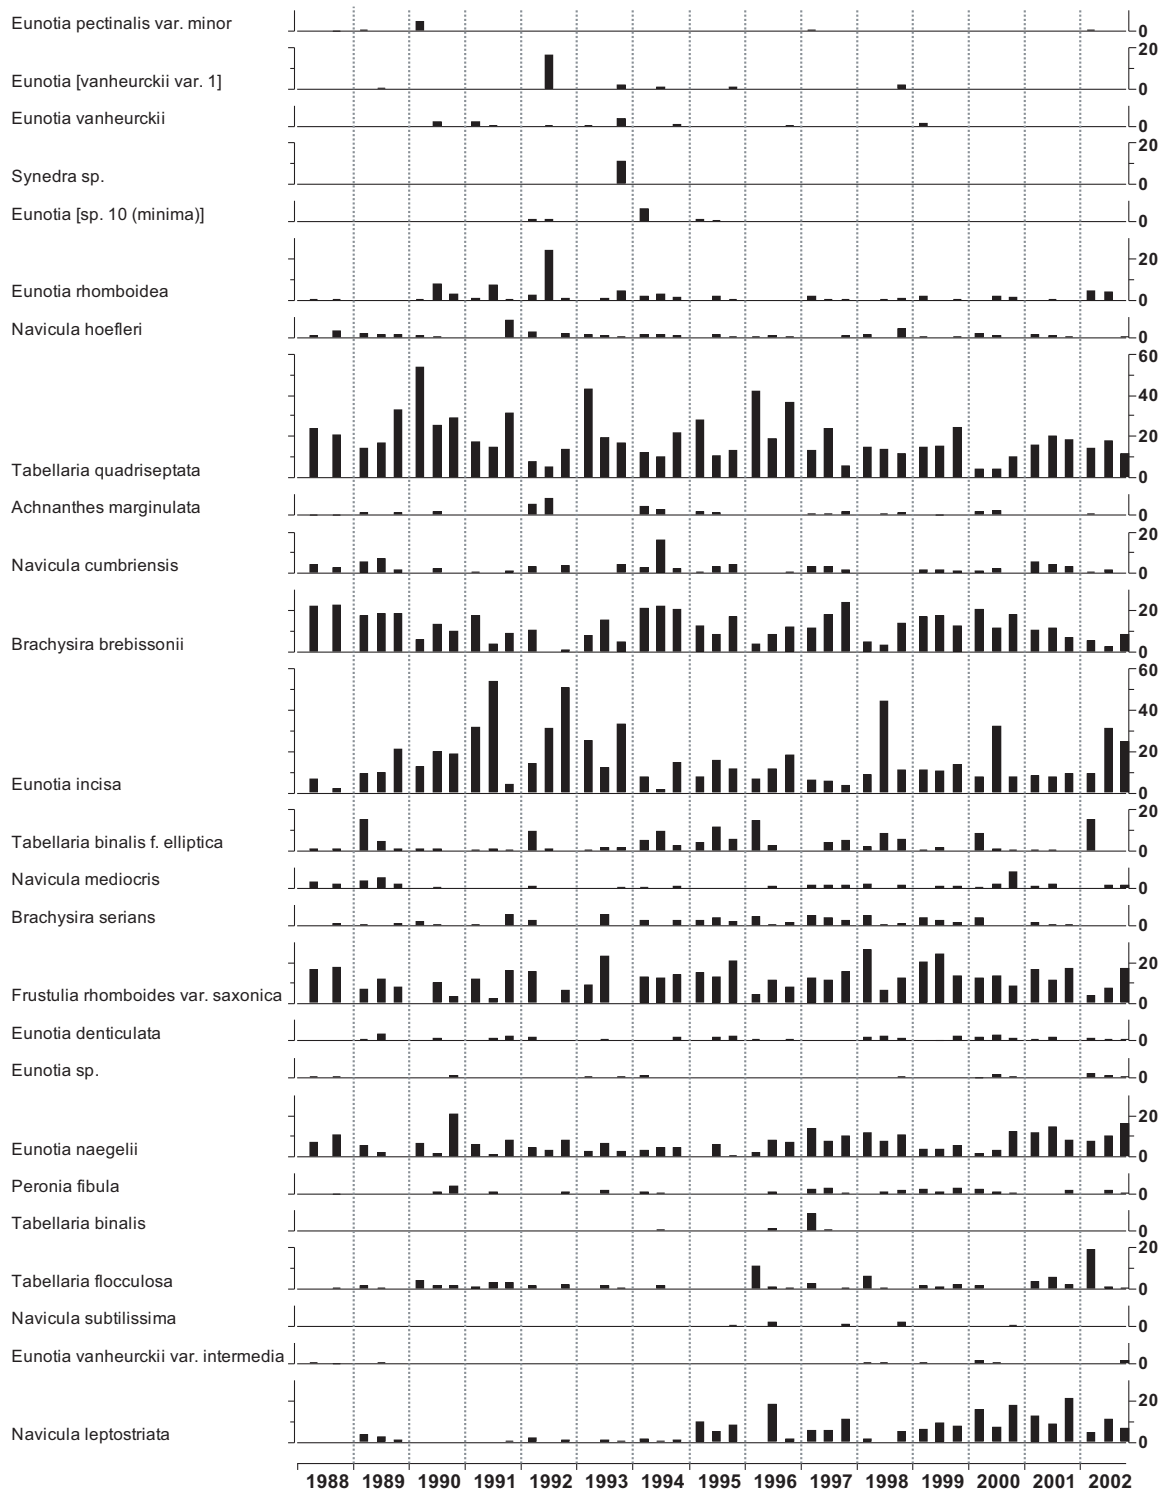 Eunotia pectinalis var. minor 0
20
Eunotia [vanheurckii var. 1] 0
Eunotia vanheurckii 0
20
Synedra sp. 0
Eunotia [sp. 10 (minima)] 0
20
Eunotia rhomboidea 0
Navicula hoefleri 0
60
40
20
Tabellaria quadriseptata 0
Achnanthes marginulata 0
20
Navicula cumbriensis 0
20
Brachysira brebissonii 0
60
40
20
Eunotia incisa 0
20
Tabellaria binalis f. elliptica 0
Navicula mediocris 0
Brachysira serians 0
20
Frustulia rhomboides var. saxonica 0
Eunotia denticulata 0
Eunotia sp. 0
20
Eunotia naegelii 0
Peronia fibula 0
Tabellaria binalis 0
20
Tabellaria flocculosa 0
Navicula subtilissima 0
Eunotia vanheurckii var. intermedia 0
20
Navicula leptostriata 0
1988 1989 1990 1991 1992 1993 1994 1995 1996 1997 1998 1999 2000 2001 2002